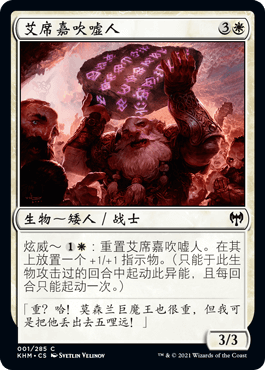 艾席嘉吹嘘人 3
生物～矮人／战士
炫威～1：重置艾席嘉吹嘘人。在其
上放置一个+1/+1指示物。（只能于此生
物攻击过的回合中起动此异能，且每
回合只能起动一次。）
「重？哈！莫森兰巨魔王也很重，但我可
是把他丢出去五哩远！」
3/3
001/285 C
KHM • CS SVETLIN VELINOV
™ & © 2021 Wizards of the Coast